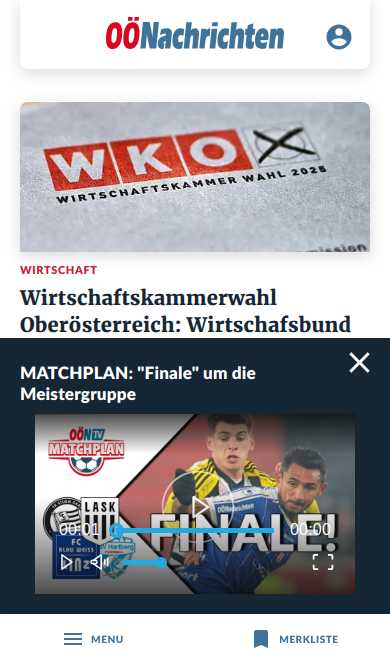 OÖNachrichten
WKO
WIRTSCHAFTSKAMMER WAHL 2025
WIRTSCHAFT
Wirtschaftskammerwahl
Oberösterreich: Wirtschafsbund
MATCHPLAN: "Finale" um die
Meistergruppe
OÖN TV
MATCHPLAN
LASK
FC
BLAU WEISS
FINALE!
00:01
00:00
MENU
MERKLISTE